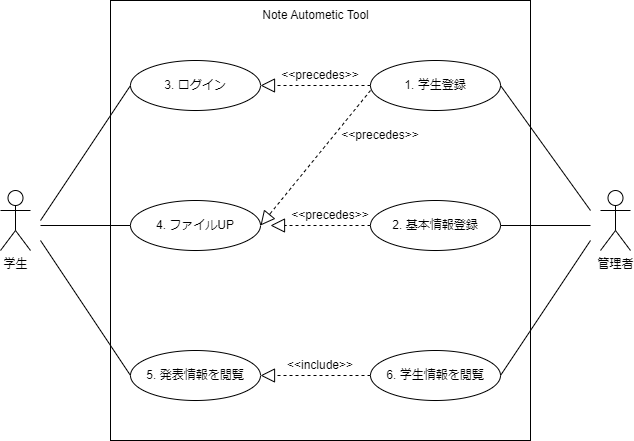 Note Autometic Tool
3. ログイン
<<precedes>>
1. 学生登録
<<precedes>>
4. ファイルUP
<<precedes>>
2. 基本情報登録
学生
管理者
5. 発表情報を閲覧
<<include>>
6. 学生情報を閲覧